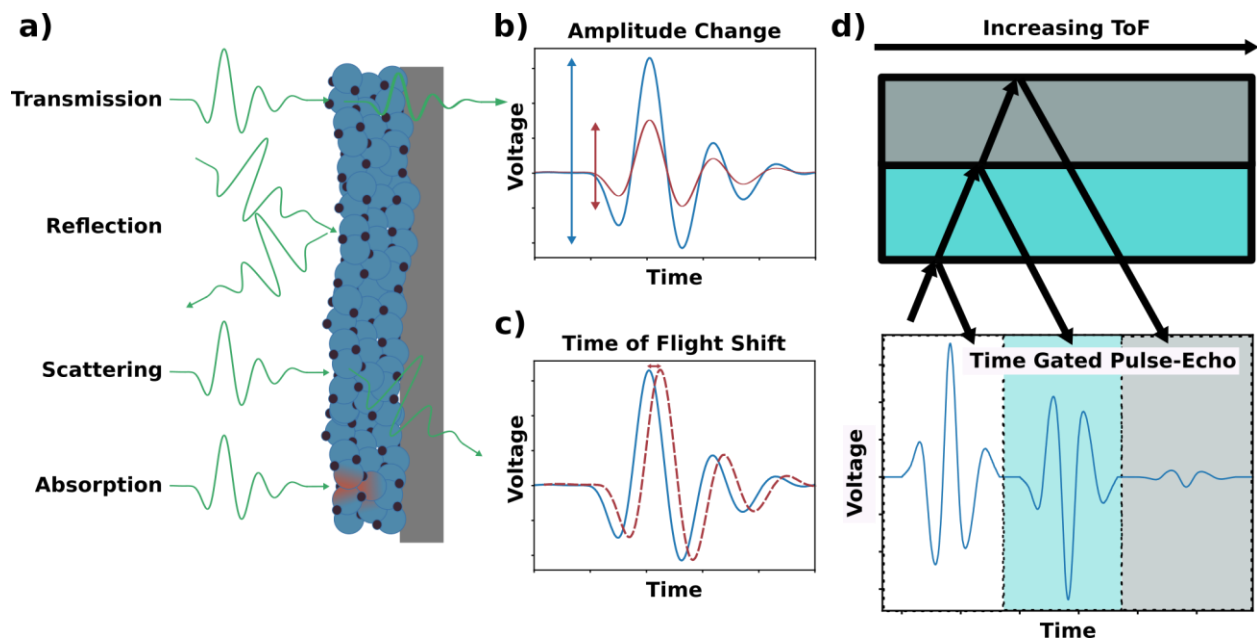 a)
Transmission
Reflection
Scattering
Absorption
b)
Amplitude Change
Voltage
Time
c)
Time of Flight Shift
Voltage
Time
d)
Increasing ToF
Time Gated Pulse-Echo
Voltage
Time